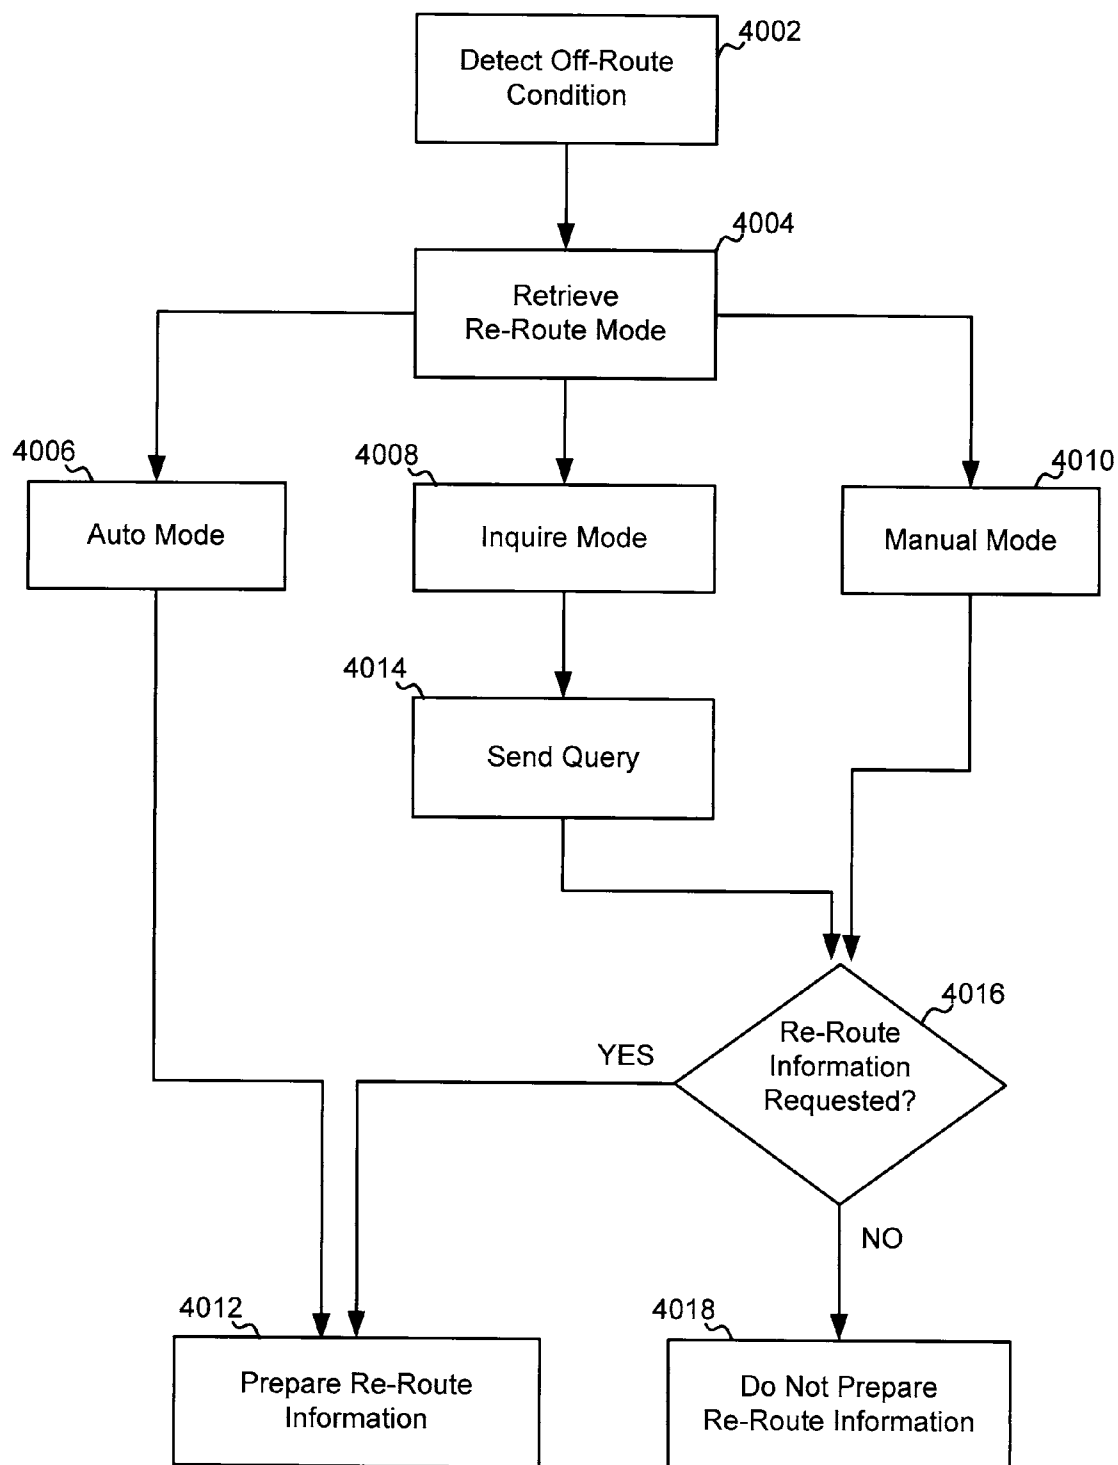 4002
Detect Off-Route
Condition
4004
Retrieve
Re-Route Mode
4006
Auto Mode
4008
Inquire Mode
4010
Manual Mode
4014
Send Query
4016
Re-Route
Information
Requested?
YES
NO
4012
Prepare Re-Route
Information
4018
Do Not Prepare
Re-Route Information